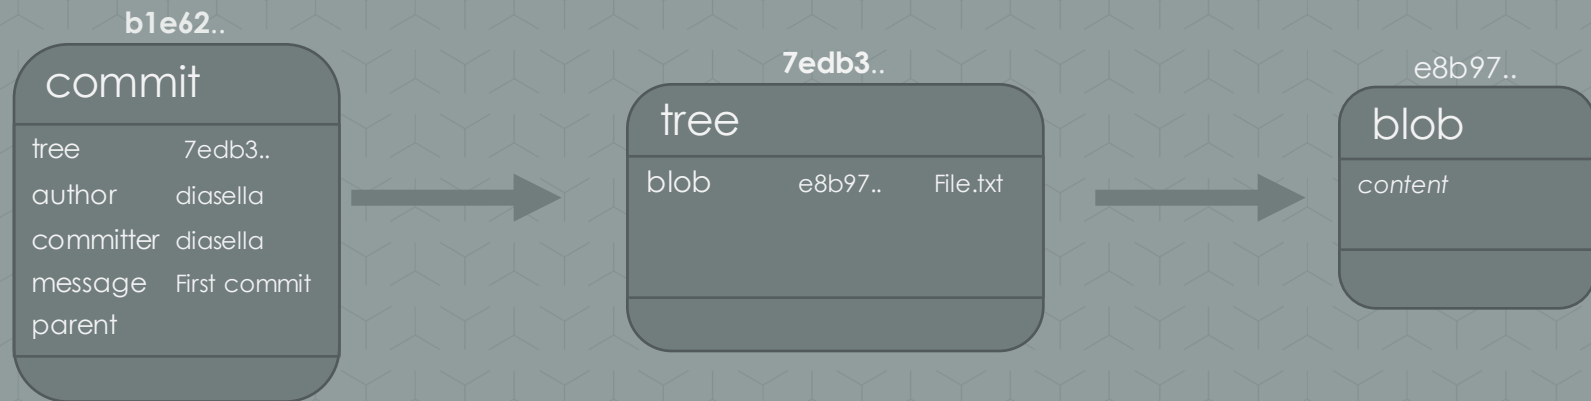 b1e62..
commit
tree 7edb3..
author diasella
committer diasella
message First commit
parent
7edb3..
tree
blob e8b97.. File.txt
e8b97..
blob
content